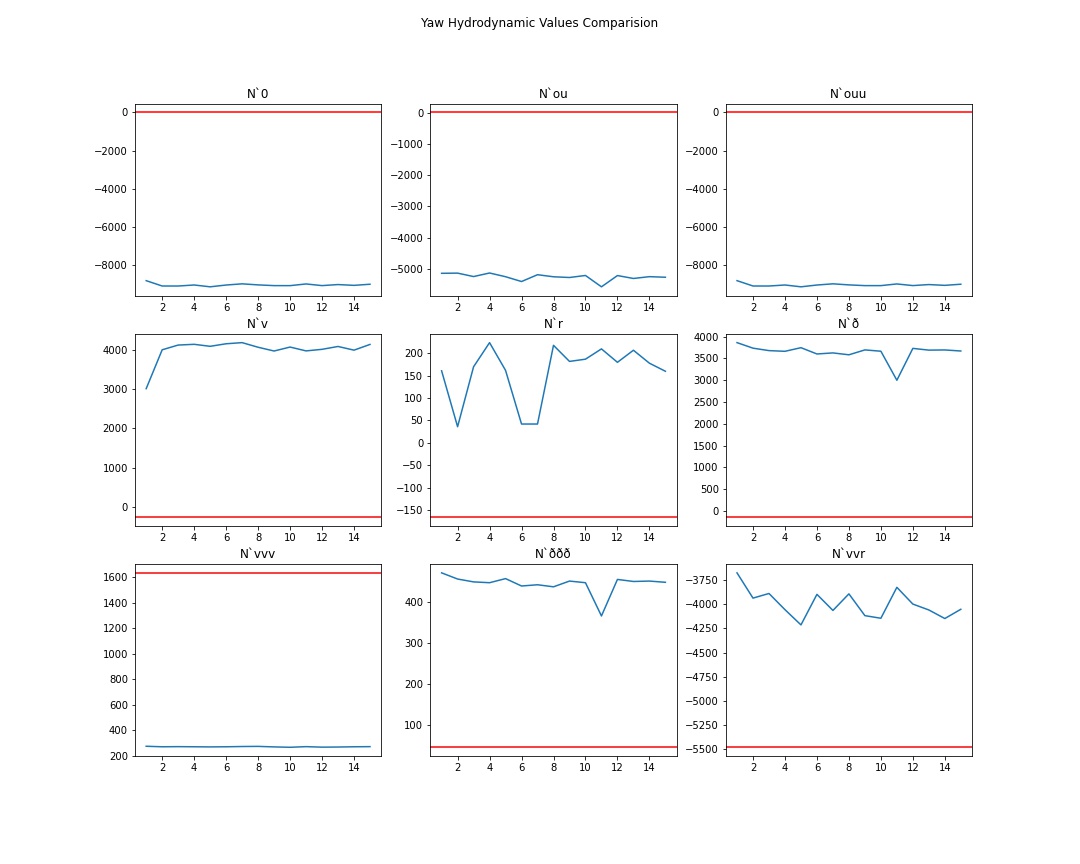 Yaw Hydrodynamic Values Comparision
N`0 N`ou N`ouu
0 −2000 −4000 −6000 −8000
2 4 6 8 10 12 14
0 −1000 −2000 −3000 −4000 −5000
2 4 6 8 10 12 14
0 −2000 −4000 −6000 −8000
2 4 6 8 10 12 14
N`v N`r N`ð
4000 3000 2000 1000 0
2 4 6 8 10 12 14
200 150 100 50 0 −50 −100 −150
2 4 6 8 10 12 14
4000 3500 3000 2500 2000 1500 1000 500 0
2 4 6 8 10 12 14
N`vvv N`ððð N`vvr
1600 1400 1200 1000 800 600 400 200
2 4 6 8 10 12 14
400 300 200 100
2 4 6 8 10 12 14
−3750 −4000 −4250 −4500 −4750 −5000 −5250 −5500
2 4 6 8 10 12 14